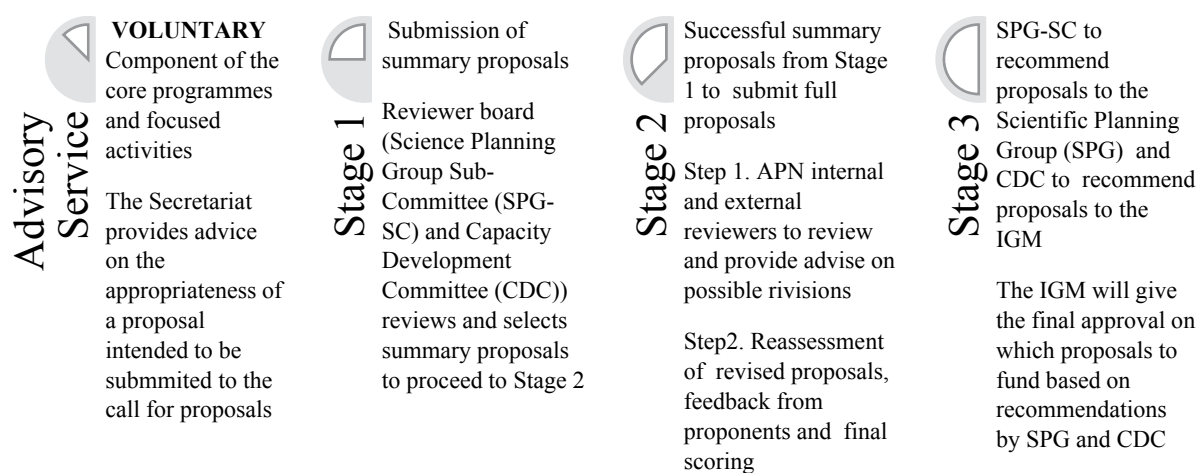 Advisory
Service
VOLUNTARY
Component of the
core programmes
and focused
activities
The Secretariat
provides advice
on the
appropriateness of
a proposal
intended to be
submmited to the
call for proposals
Stage 1
Submission of
summary proposals
Reviewer board
(Science Planning
Group Sub-
Committee (SPG-
SC) and Capacity
Development
Committee (CDC))
reviews and selects
summary proposals
to proceed to Stage 2
Stage 2
Successful summary
proposals from Stage
1 to submit full
proposals
Step 1. APN internal
and external
reviewers to review
and provide advise on
possible rivisions
Step2. Reassessment
of revised proposals,
feedback from
proponents and final
scoring
Stage 3
SPG-SC to
recommend
proposals to the
Scientific Planning
Group (SPG) and
CDC to recommend
proposals to the
IGM
The IGM will give
the final approval on
which proposals to
fund based on
recommendations
by SPG and CDC